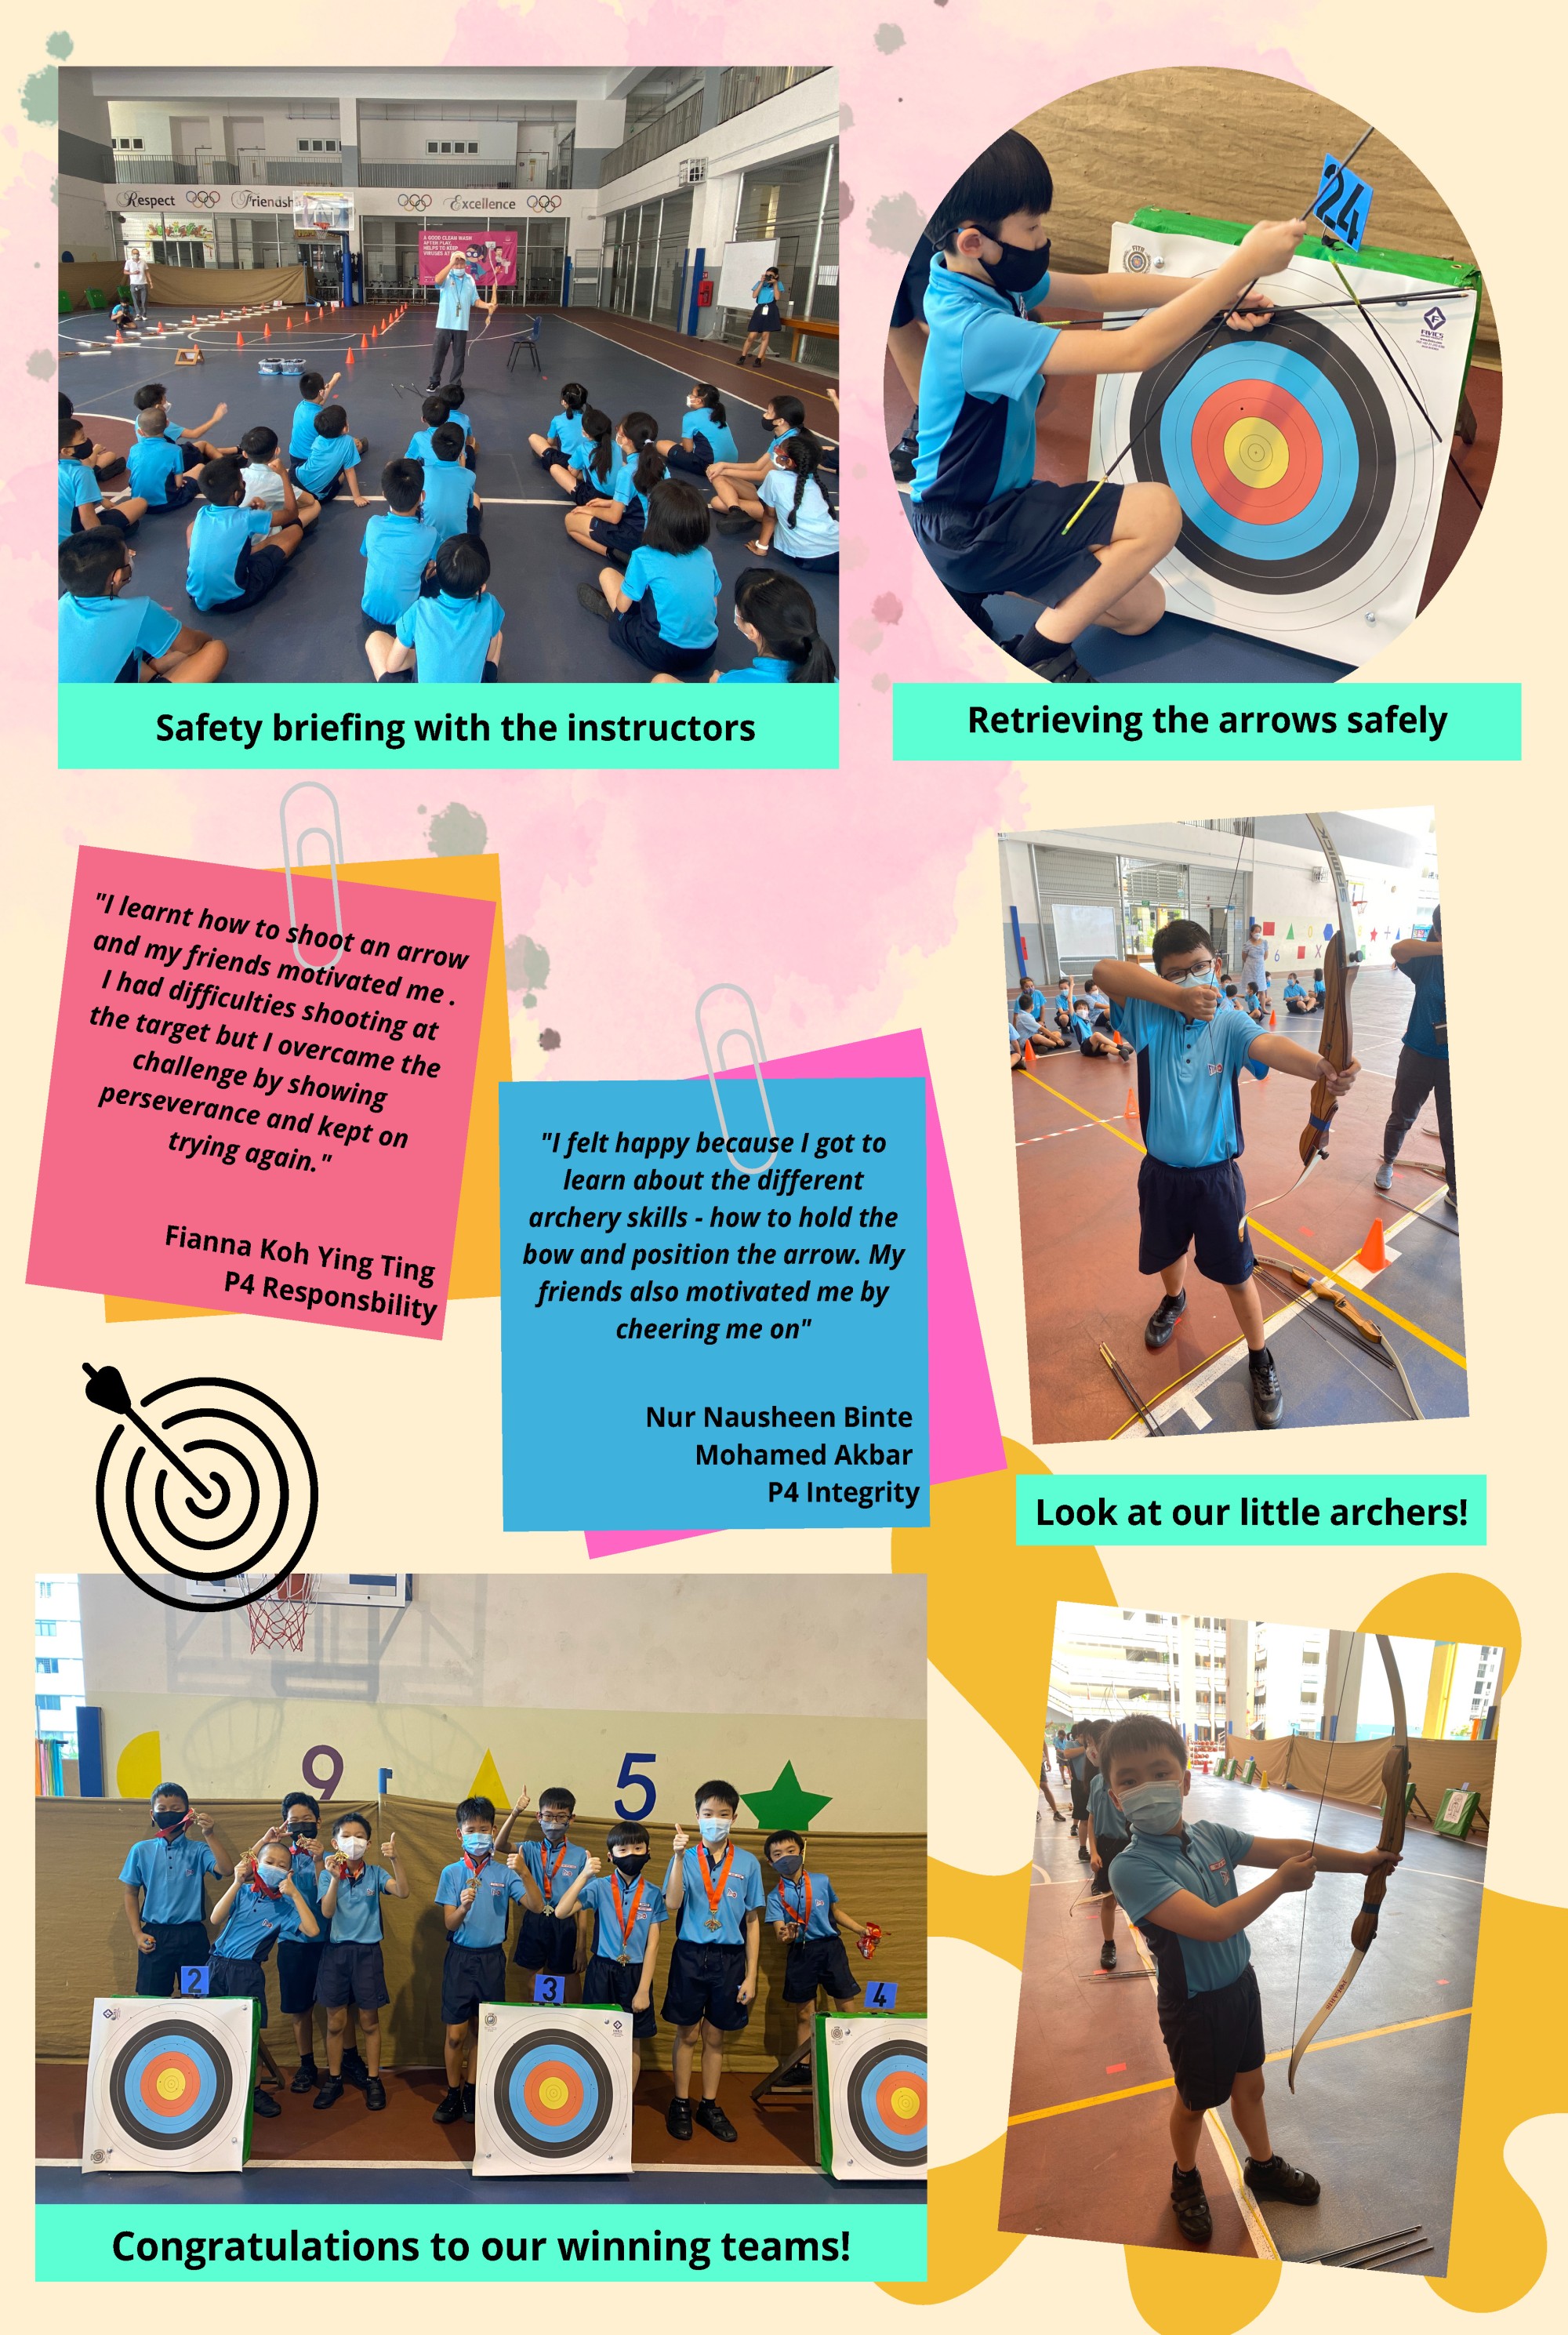 Respect
Friendsh
Excellence
A GOOD CLEAN WASH
AFTER PLAY,
HELPS TO KEEP
VIRUSES AT
24
FITA
FIVICS
Safety briefing with the instructors
Retrieving the arrows safely
"I learnt how to shoot an arrow
and my friends motivated me .
I had difficulties shooting at
the target but I overcame the
challenge by showing
perseverance and kept on
trying again."
Fianna Koh Ying Ting
P4 Responsbility
"I felt happy because I got to
learn about the different
archery skills - how to hold the
bow and position the arrow. My
friends also motivated me by
cheering me on"
Nur Nausheen Binte
Mohamed Akbar
P4 Integrity
6
Look at our little archers!
9
5
2
3
4
Congratulations to our winning teams!